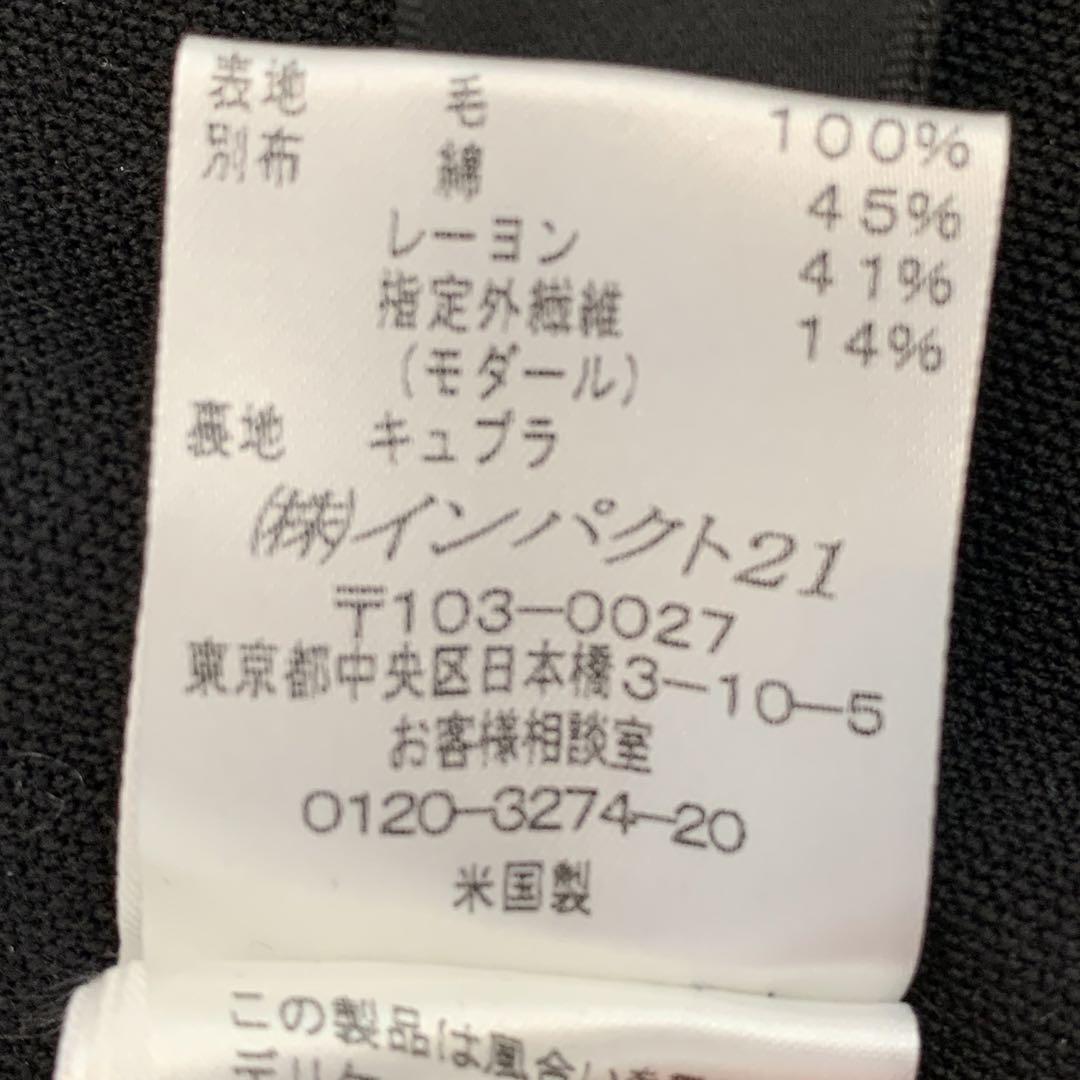 表地 毛 100%
別布 綿 45%
レーヨン 41%
指定外繊維 14%
(モダール)
裏地 キュプラ
㈱インパクト21
〒103-0027
東京都中央区日本橋3-10-5
お客様相談室
0120-3274-20
米国製
この製品は風合い